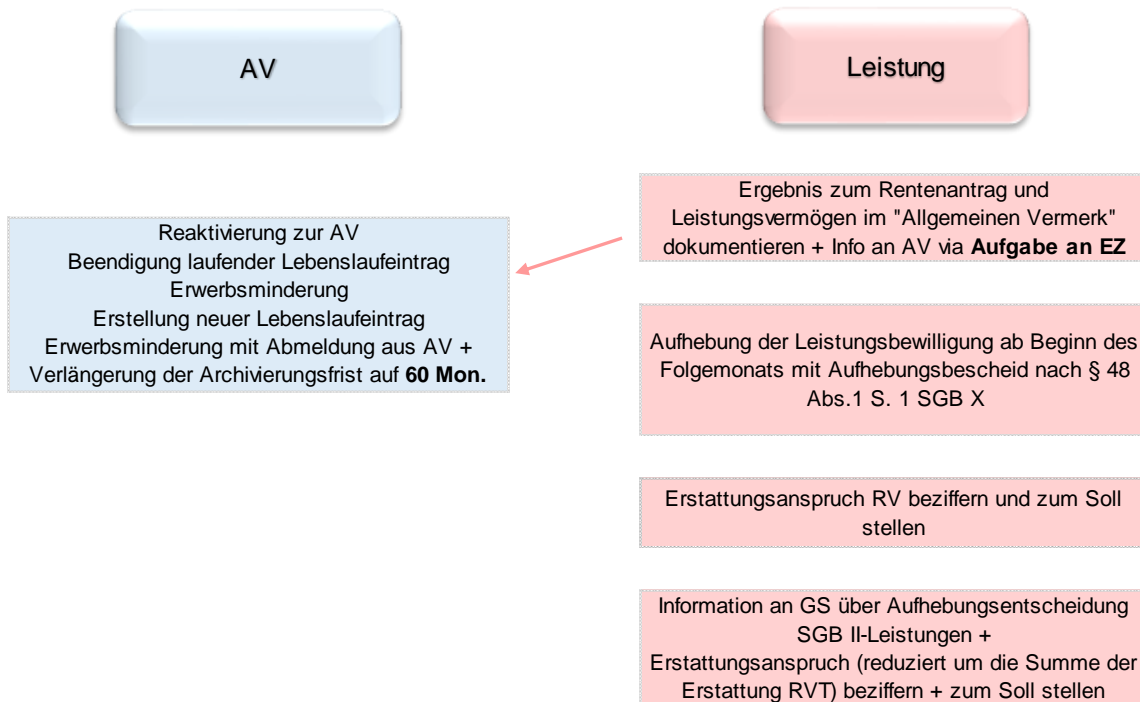 AV
Leistung
Ergebnis zum Rentenantrag und
Leistungsvermögen im "Allgemeinen Vermerk"
dokumentieren + Info an AV via Aufgabe an EZ
Reaktivierung zur AV
Beendigung laufender Lebenslaufeintrag
Erwerbsminderung
Erstellung neuer Lebenslaufeintrag
Erwerbsminderung mit Abmeldung aus AV +
Verlängerung der Archivierungsfrist auf 60 Mon.
Aufhebung der Leistungsbewilligung ab Beginn des
Folgemonats mit Aufhebungsbescheid nach § 48
Abs.1 S. 1 SGB X
Erstattungsanspruch RV beziffern und zum Soll
stellen
Information an GS über Aufhebungsentscheidung
SGB II-Leistungen +
Erstattungsanspruch (reduziert um die Summe der
Erstattung RVT) beziffern + zum Soll stellen